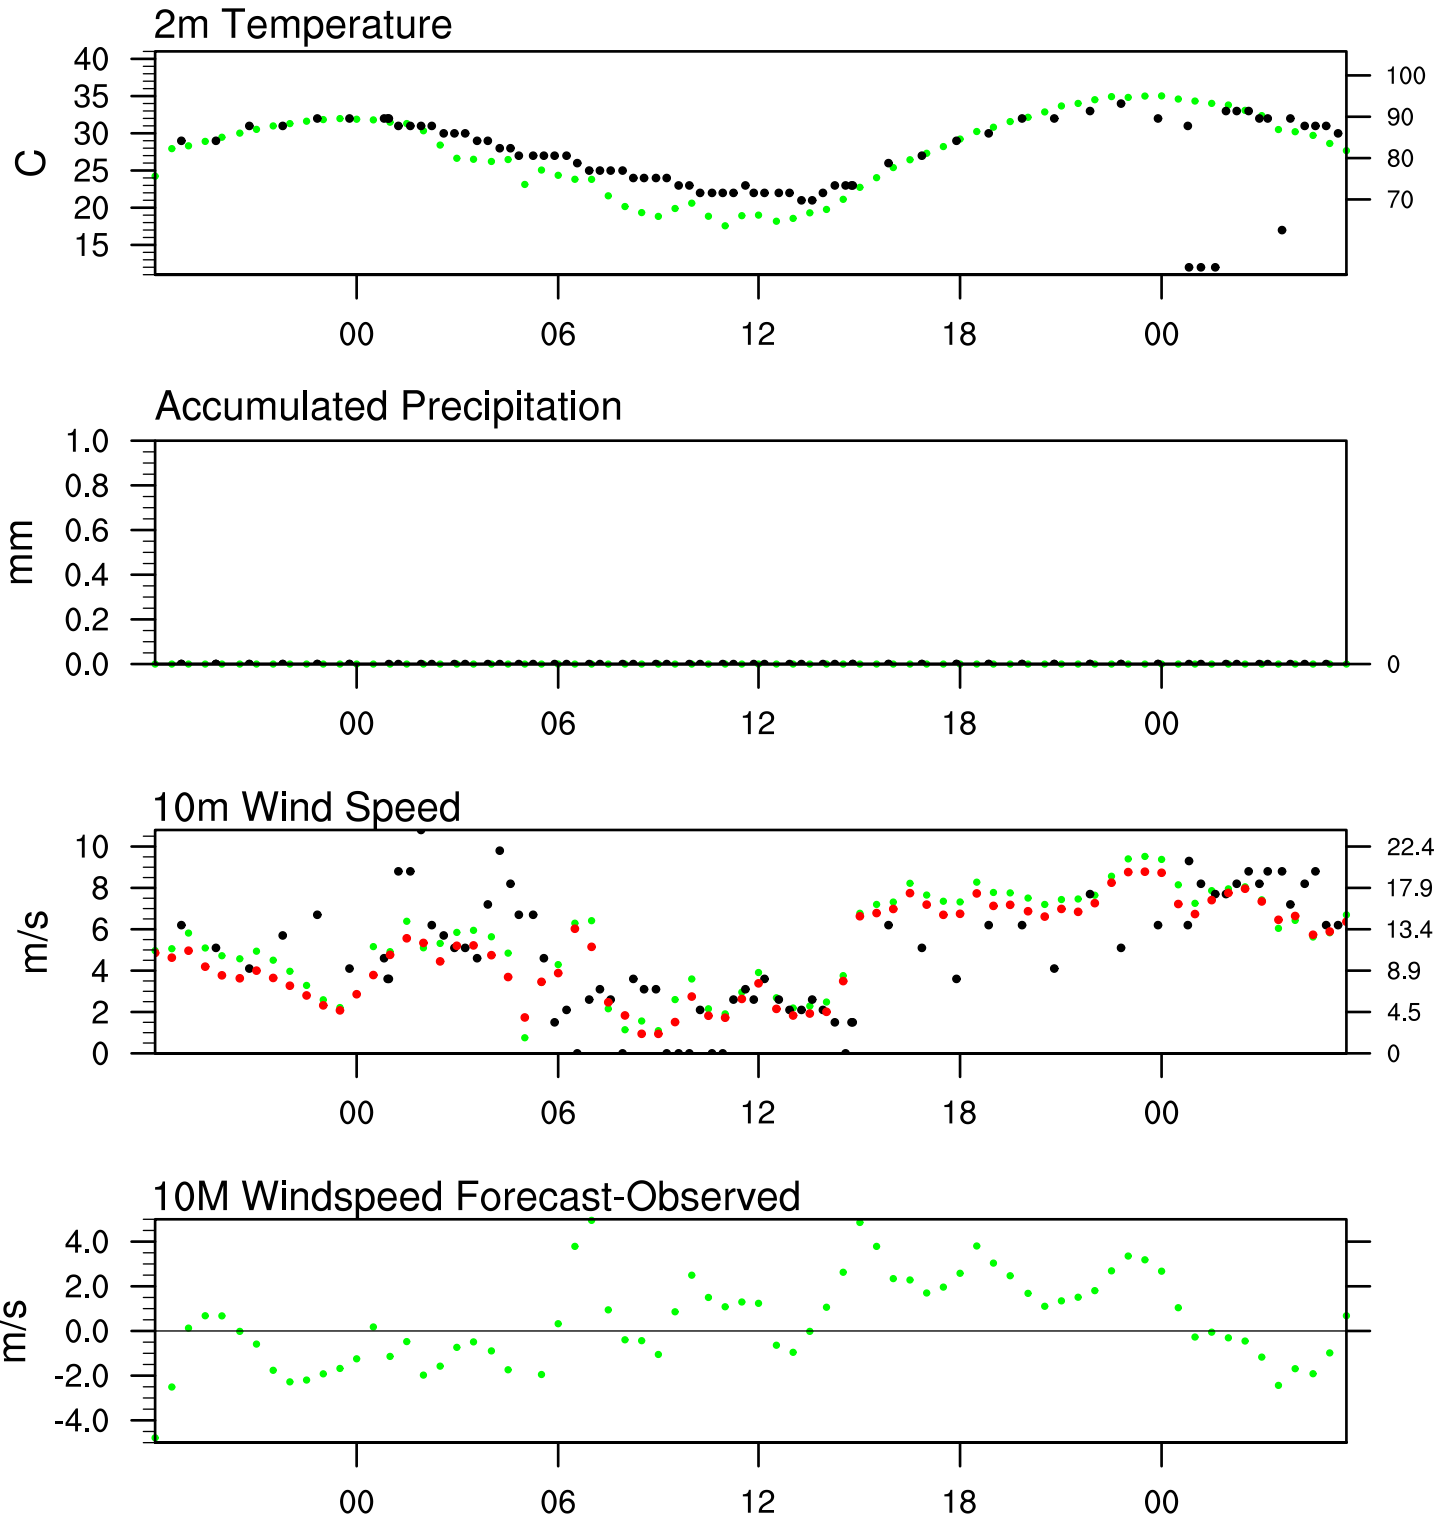 2m Temperature
40
35
30
25
20
15
C
100
90
80
70
00 06 12 18 00
Accumulated Precipitation
1.0
0.8
0.6
0.4
0.2
0.0
mm
0
00 06 12 18 00
10m Wind Speed
10
8
6
4
2
0
m/s
22.4
17.9
13.4
8.9
4.5
0
00 06 12 18 00
10M Windspeed Forecast-Observed
4.0
2.0
0.0
-2.0
-4.0
m/s
00 06 12 18 00